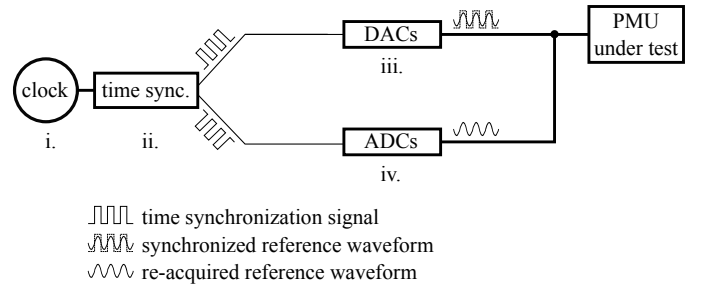 PMU
under test
DACs
iii.
clock
time sync.
i.
ii.
ADCs
iv.
time synchronization signal
synchronized reference waveform
re-acquired reference waveform